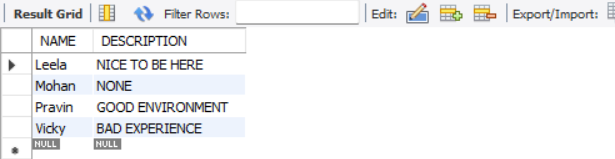 Result Grid Filter Rows: Edit: Export/Import:
NAME DESCRIPTION
Leela NICE TO BE HERE
Mohan NONE
Pravin GOOD ENVIRONMENT
Vicky BAD EXPERIENCE
NULL NULL